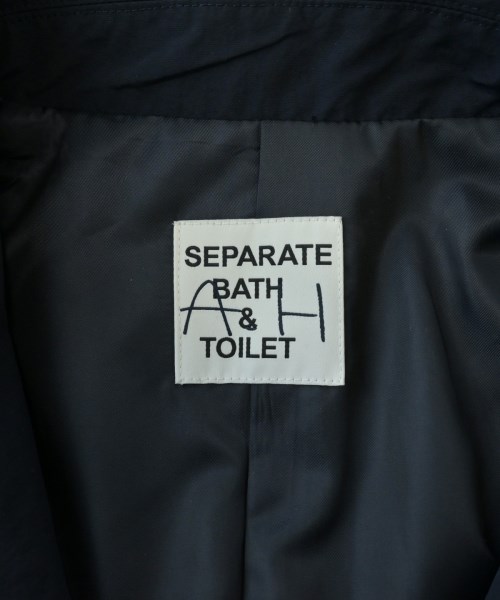 SEPARATE
BATH
A & H
TOILET